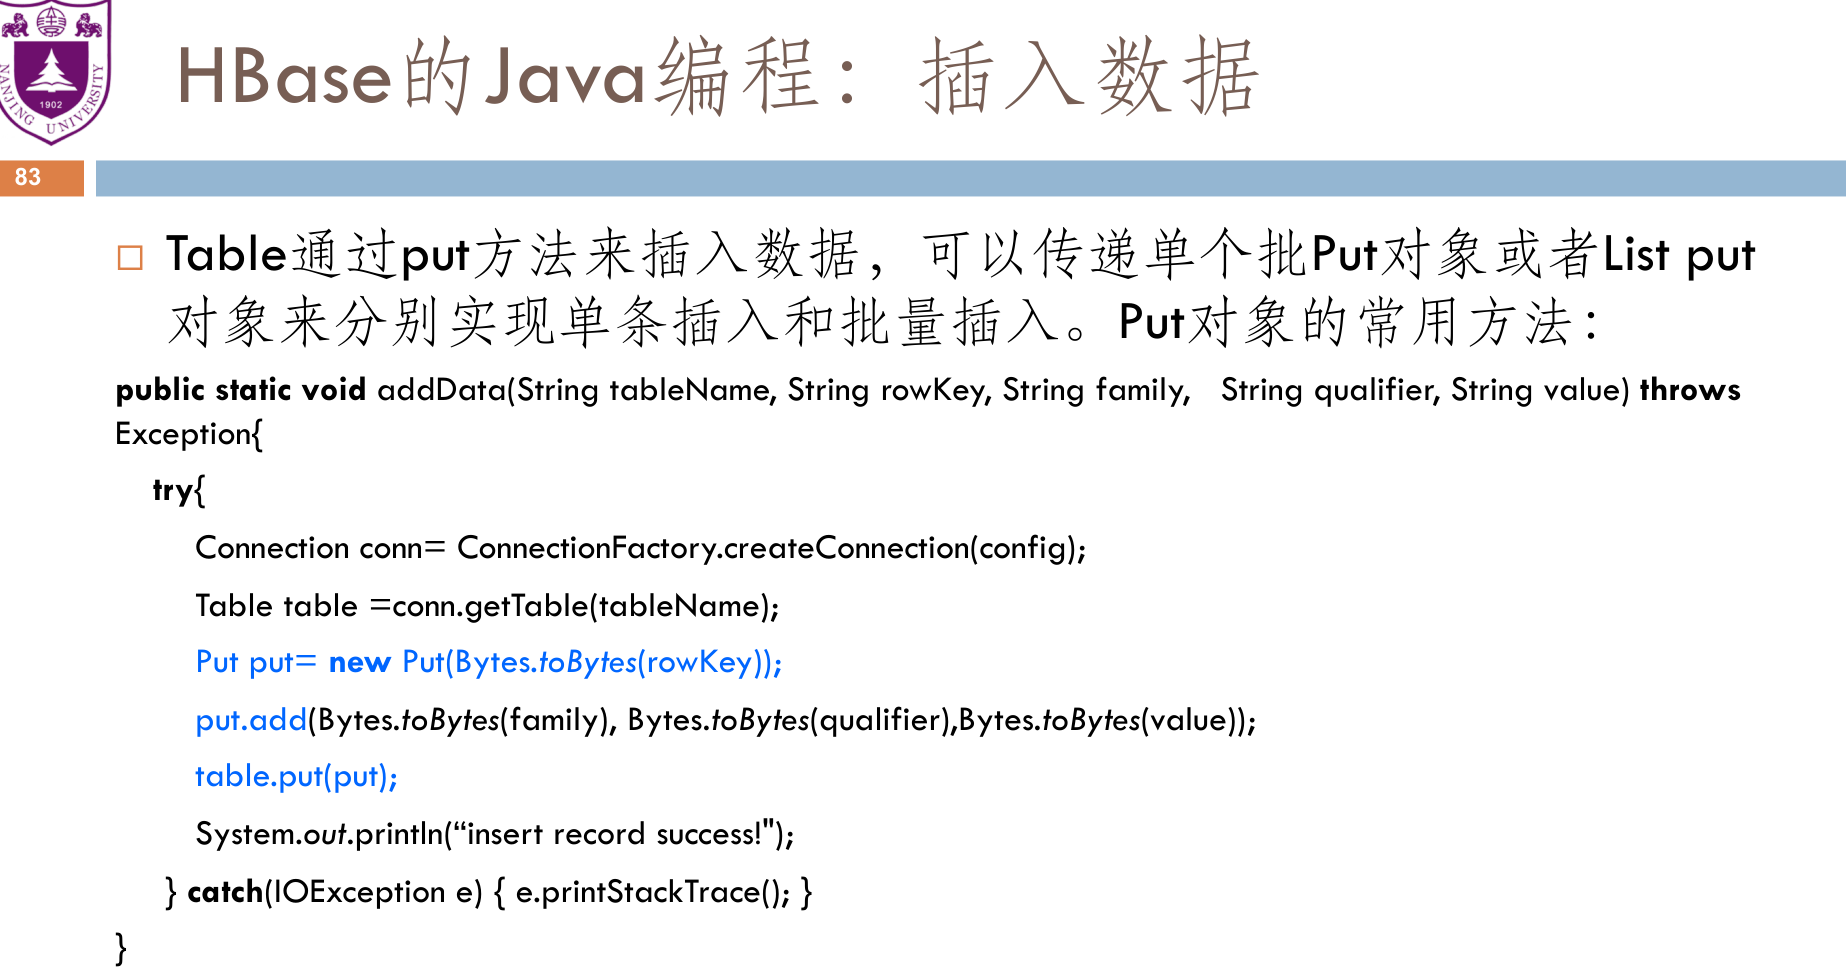 NANJING UNIVERSITY
1902
HBase的Java编程：插入数据
83
Table通过put方法来插入数据，可以传递单个批Put对象或者List put
对象来分别实现单条插入和批量插入。Put对象的常用方法：
public static void addData(String tableName, String rowKey, String family, String qualifier, String value) throws
Exception{
try{
Connection conn= ConnectionFactory.createConnection(config);
Table table =conn.getTable(tableName);
Put put= new Put(Bytes.toBytes(rowKey));
put.add(Bytes.toBytes(family), Bytes.toBytes(qualifier),Bytes.toBytes(value));
table.put(put);
System.out.println(“insert record success!");
} catch(IOException e) { e.printStackTrace(); }
}